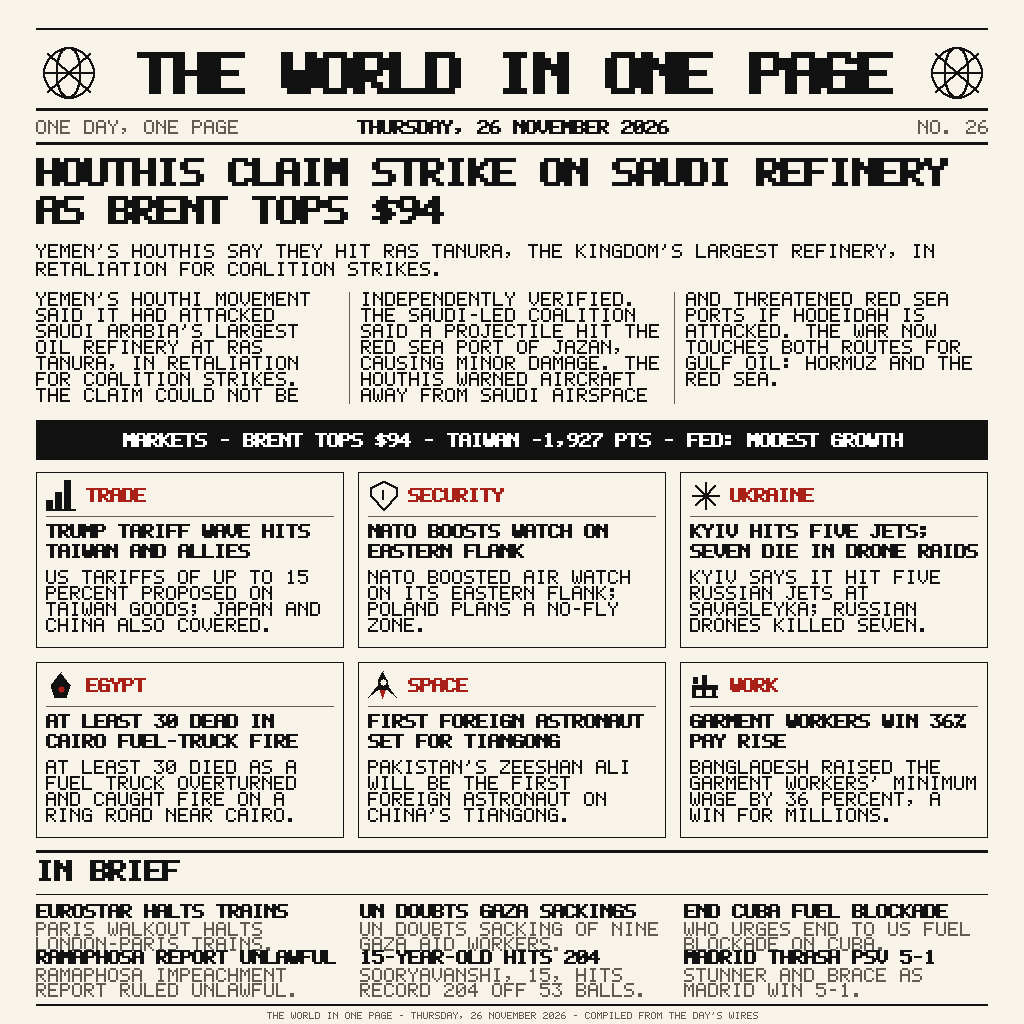 THE WORLD IN ONE PAGE
ONE DAY, ONE PAGE
THURSDAY, 26 NOVEMBER 2026
NO. 26
HOUTHIS CLAIM STRIKE ON SAUDI REFINERY
AS BRENT TOPS $94
YEMEN'S HOUTHIS SAY THEY HIT RAS TANURA, THE KINGDOM'S LARGEST REFINERY, IN
RETALIATION FOR COALITION STRIKES.
YEMEN'S HOUTHI MOVEMENT
SAID IT HAD ATTACKED
SAUDI ARABIA'S LARGEST
OIL REFINERY AT RAS
TANURA, IN RETALIATION
FOR COALITION STRIKES.
THE CLAIM COULD NOT BE
INDEPENDENTLY VERIFIED.
THE SAUDI-LED COALITION
SAID A PROJECTILE HIT THE
RED SEA PORT OF JAZAN,
CAUSING MINOR DAMAGE. THE
HOUTHIS WARNED AIRCRAFT
AWAY FROM SAUDI AIRSPACE
AND THREATENED RED SEA
PORTS IF HODEIDAH IS
ATTACKED. THE WAR NOW
TOUCHES BOTH ROUTES FOR
GULF OIL: HORMUZ AND THE
RED SEA.
MARKETS - BRENT TOPS $94 - TAIWAN -1,927 PTS - FED: MODEST GROWTH
TRADE
TRUMP TARIFF WAVE HITS
TAIWAN AND ALLIES
US TARIFFS OF UP TO 15
PERCENT PROPOSED ON
TAIWAN GOODS; JAPAN AND
CHINA ALSO COVERED.
SECURITY
NATO BOOSTS WATCH ON
EASTERN FLANK
NATO BOOSTED AIR WATCH
ON ITS EASTERN FLANK;
POLAND PLANS A NO-FLY
ZONE.
UKRAINE
KYIV HITS FIVE JETS;
SEVEN DIE IN DRONE RAIDS
KYIV SAYS IT HIT FIVE
RUSSIAN JETS AT
SAVASLEYKA; RUSSIAN
DRONES KILLED SEVEN.
EGYPT
AT LEAST 30 DEAD IN
CAIRO FUEL-TRUCK FIRE
AT LEAST 30 DIED AS A
FUEL TRUCK OVERTURNED
AND CAUGHT FIRE ON A
RING ROAD NEAR CAIRO.
SPACE
FIRST FOREIGN ASTRONAUT
SET FOR TIANGONG
PAKISTAN'S ZEESHAN ALI
WILL BE THE FIRST
FOREIGN ASTRONAUT ON
CHINA'S TIANGONG.
WORK
GARMENT WORKERS WIN 36%
PAY RISE
BANGLADESH RAISED THE
GARMENT WORKERS' MINIMUM
WAGE BY 36 PERCENT, A
WIN FOR MILLIONS.
IN BRIEF
EUROSTAR HALTS TRAINS
PARIS WALKOUT HALTS
LONDON-PARIS TRAINS.
UN DOUBTS GAZA SACKINGS
UN DOUBTS SACKING OF NINE
GAZA AID WORKERS.
END CUBA FUEL BLOCKADE
WHO URGES END TO US FUEL
BLOCKADE ON CUBA.
RAMAPHOSA REPORT UNLAWFUL
RAMAPHOSA IMPEACHMENT
REPORT RULED UNLAWFUL.
15-YEAR-OLD HITS 204
SOORYAVANSHI, 15, HITS
RECORD 204 OFF 53 BALLS.
MADRID THRASH PSV 5-1
STUNNER AND BRACE AS
MADRID WIN 5-1.
THE WORLD IN ONE PAGE - THURSDAY, 26 NOVEMBER 2026 - COMPILED FROM THE DAY'S WIRES